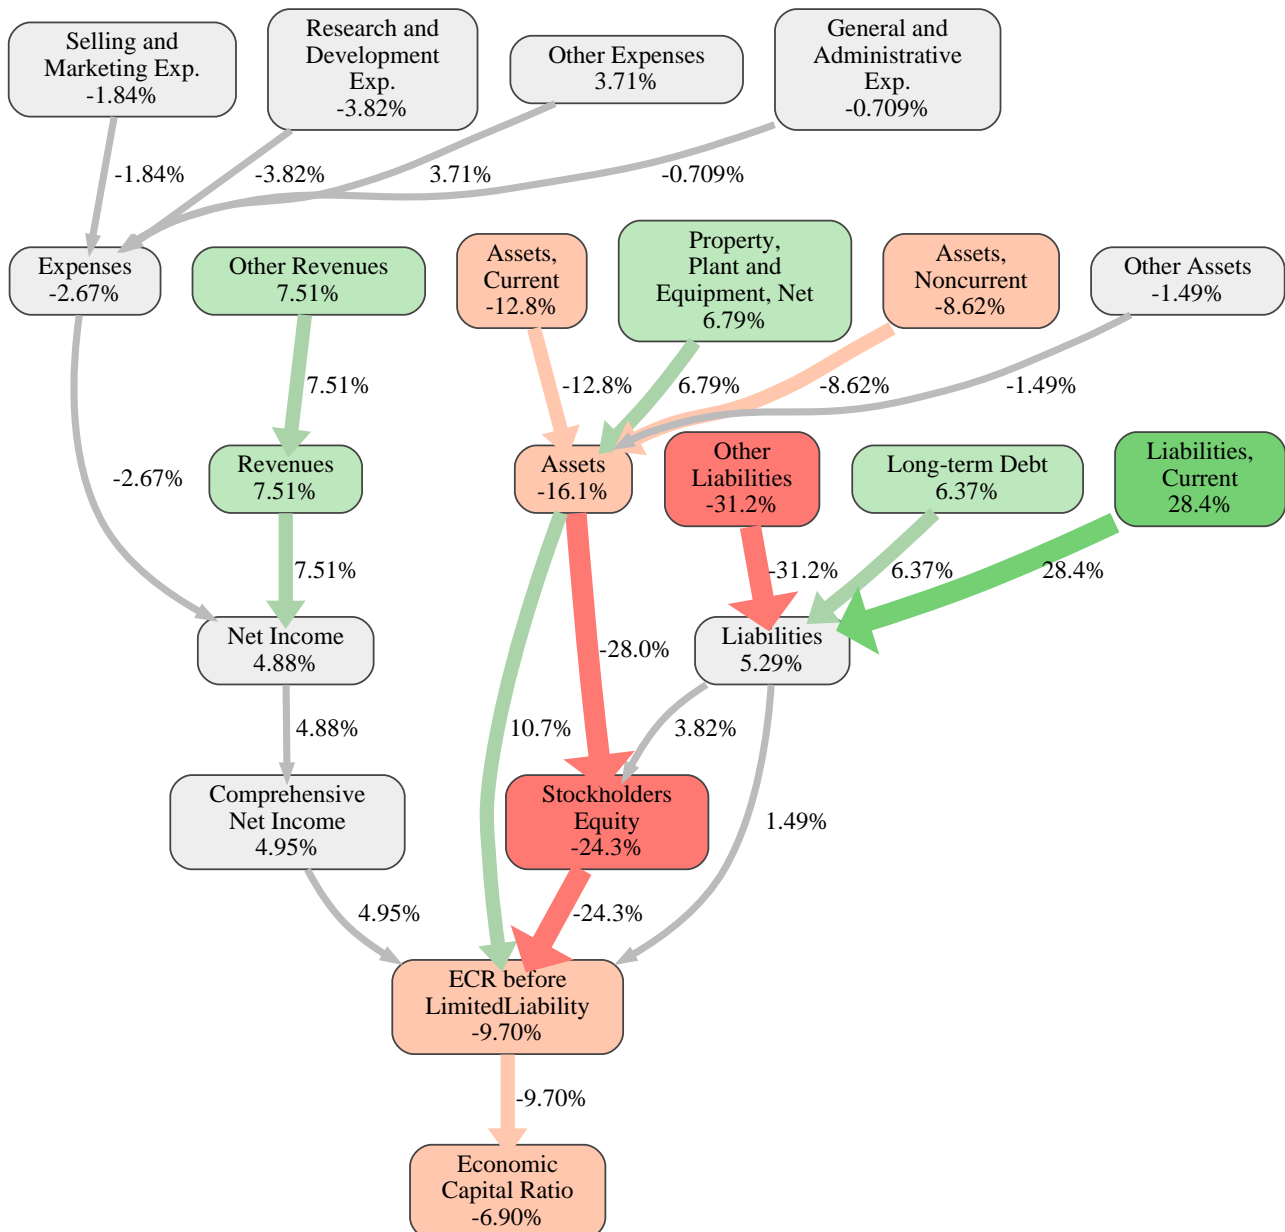 Selling and
Marketing Exp.
-1.84%
Research and
Development
Exp.
-3.82%
Other Expenses
3.71%
General and
Administrative
Exp.
-0.709%
-1.84%
-3.82%
3.71%
-0.709%
Expenses
-2.67%
Other Revenues
7.51%
Assets,
Current
-12.8%
Property,
Plant and
Equipment, Net
6.79%
Assets,
Noncurrent
-8.62%
Other Assets
-1.49%
7.51%
-12.8%
6.79%
-8.62%
-1.49%
-2.67%
Revenues
7.51%
Assets
-16.1%
Other
Liabilities
-31.2%
Long-term Debt
6.37%
Liabilities,
Current
28.4%
7.51%
-31.2%
6.37%
28.4%
Net Income
4.88%
-28.0%
Liabilities
5.29%
4.88%
10.7%
3.82%
Comprehensive
Net Income
4.95%
Stockholders
Equity
-24.3%
1.49%
4.95%
-24.3%
ECR before
LimitedLiability
-9.70%
-9.70%
Economic
Capital Ratio
-6.90%